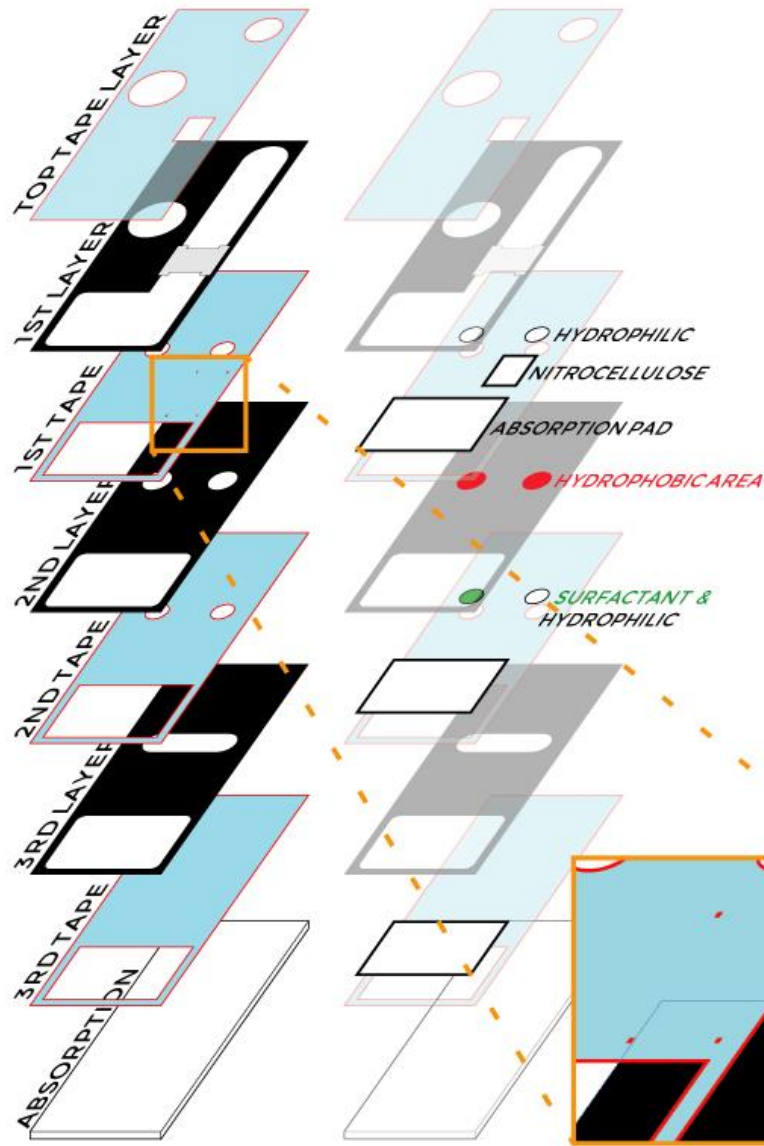 TOP TAPE LAYER
1ST LAYER
1ST TAPE
2ND LAYER
2ND TAPE
3RD LAYER
3RD TAPE
ABSORPTION
HYDROPHILIC
NITROCELLULOSE
ABSORPTION PAD
HYDROPHOBIC AREA
SURFACTANT &
HYDROPHILIC